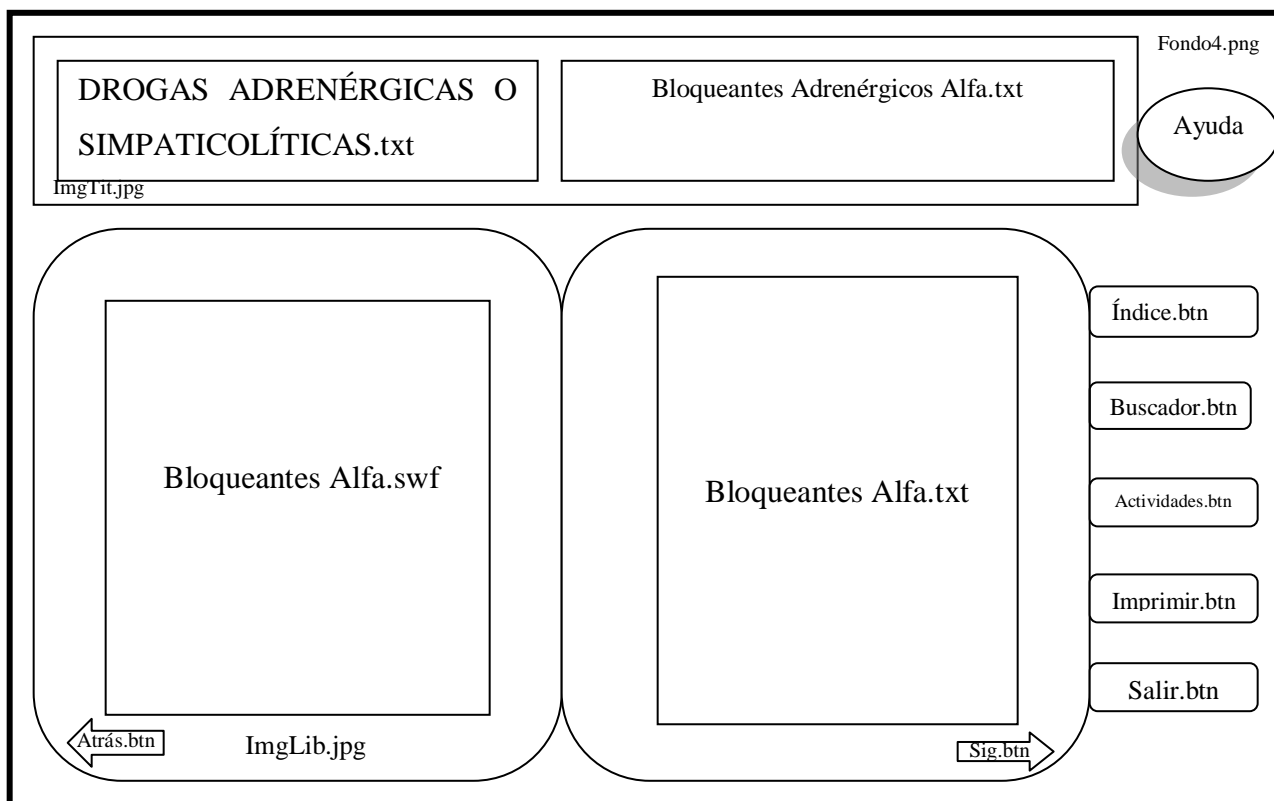 Fondo4.png
DROGAS ADRENÉRGICAS O
SIMPATICOLÍTICAS.txt
Bloqueantes Adrenérgicos Alfa.txt
Ayuda
ImgTit.jpg
Índice.btn
Buscador.btn
Bloqueantes Alfa.swf
Bloqueantes Alfa.txt
Actividades.btn
Imprimir.btn
Salir.btn
Atrás.btn
ImgLib.jpg
Sig.btn